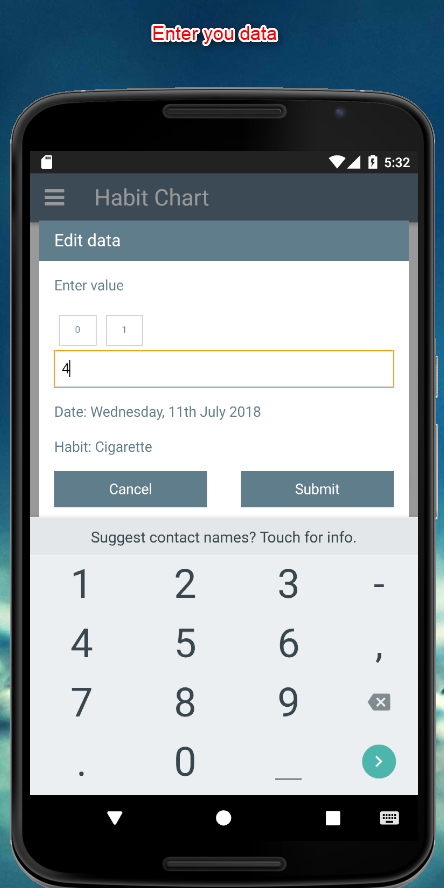 Enter you data
5:32
Habit Chart
Edit data
Enter value
0 1
4
Date: Wednesday, 11th July 2018
Habit: Cigarette
Cancel Submit
Suggest contact names? Touch for info.
1 2 3 -
4 5 6 ,
7 8 9
. 0 _